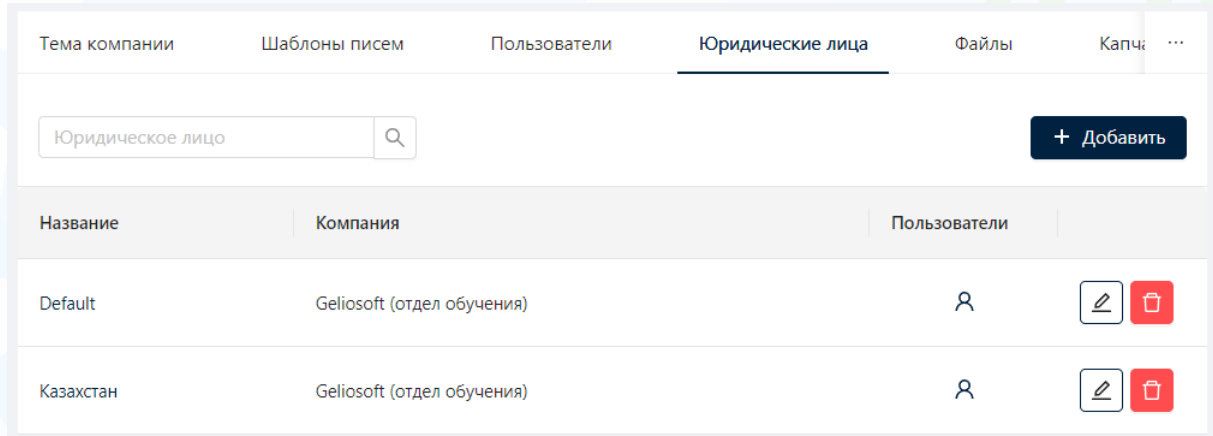 Тема компании Шаблоны писем Пользователи Юридические лица Файлы Капча ···
Юридическое лицо + Добавить
Название Компания Пользователи
Default Geliosoft (отдел обучения)
Казахстан Geliosoft (отдел обучения)